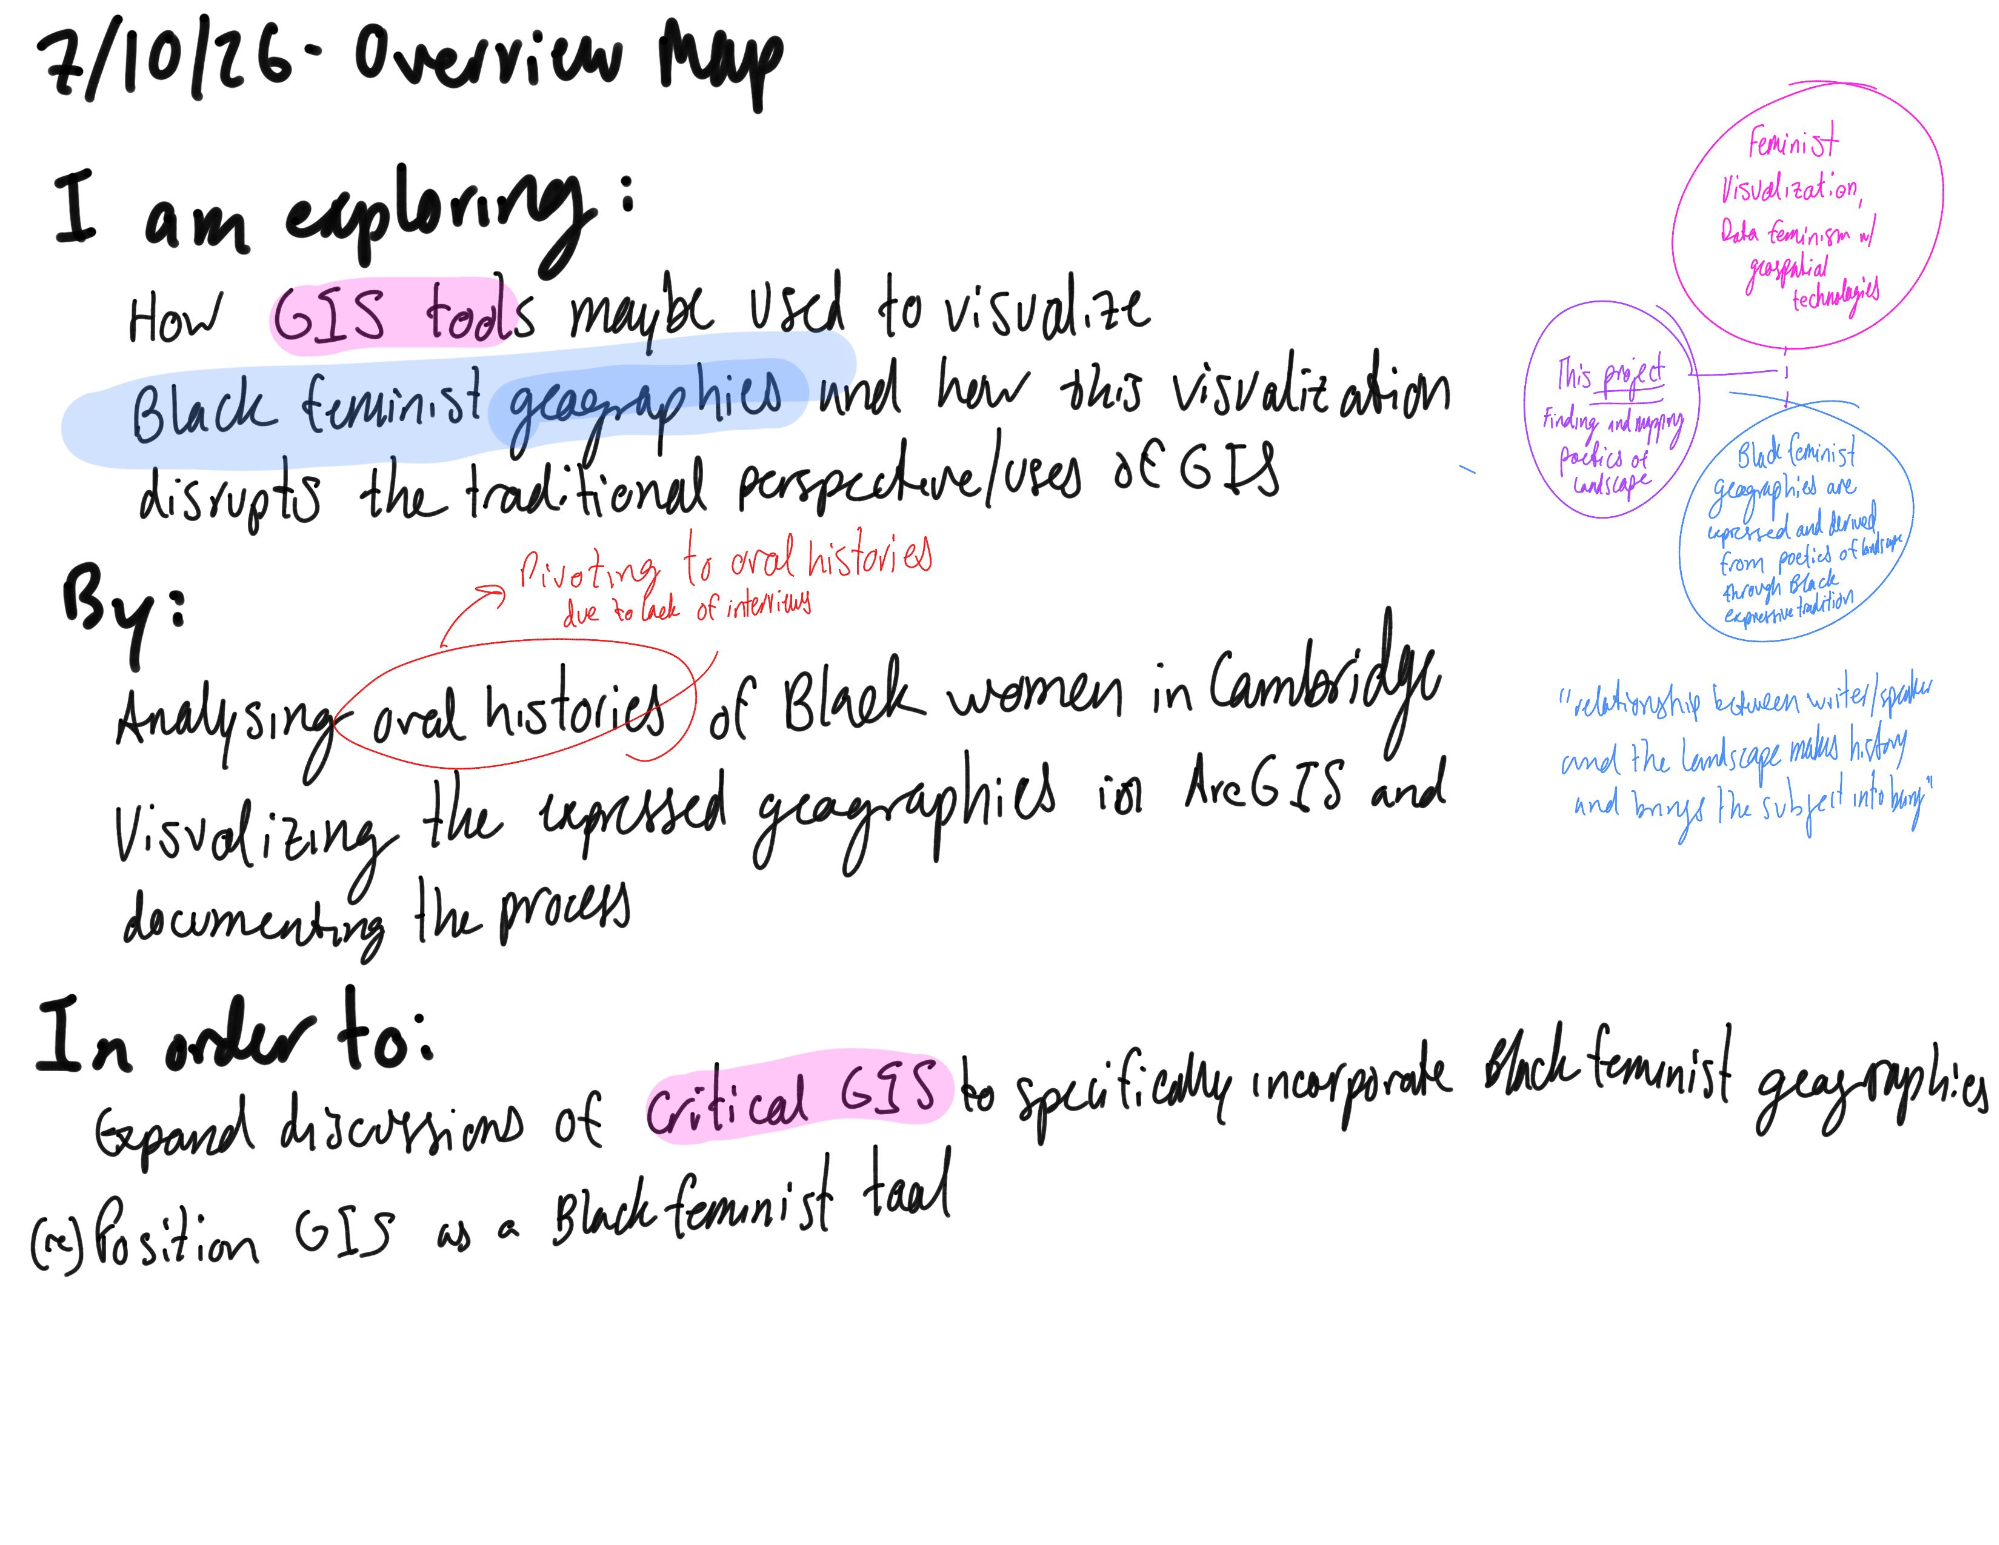 7/10/26 - Overview Map
I am exploring:
How GIS tools maybe used to visualize
Black feminist geographies and how this visualization
disrupts the traditional perspective/uses of GIS
Pivoting to oral histories
due to lack of interviews
By:
Analysing oral histories of Black women in Cambridge
Visualizing the expressed geographies in ArcGIS and
documenting the process
In order to:
Expand discussions of critical GIS to specifically incorporate Black feminist geographies
(re)Position GIS as a Black feminist tool
Feminist
Visualization,
Data feminism w/
geospatial
technologies
This project
Finding and mapping
poetics of
landscape
Black feminist
geographies are
expressed and derived
from poetics of landscape
through Black
expressive tradition
"relationship between writer/speaker
and the landscape makes history
and brings the subject into being"